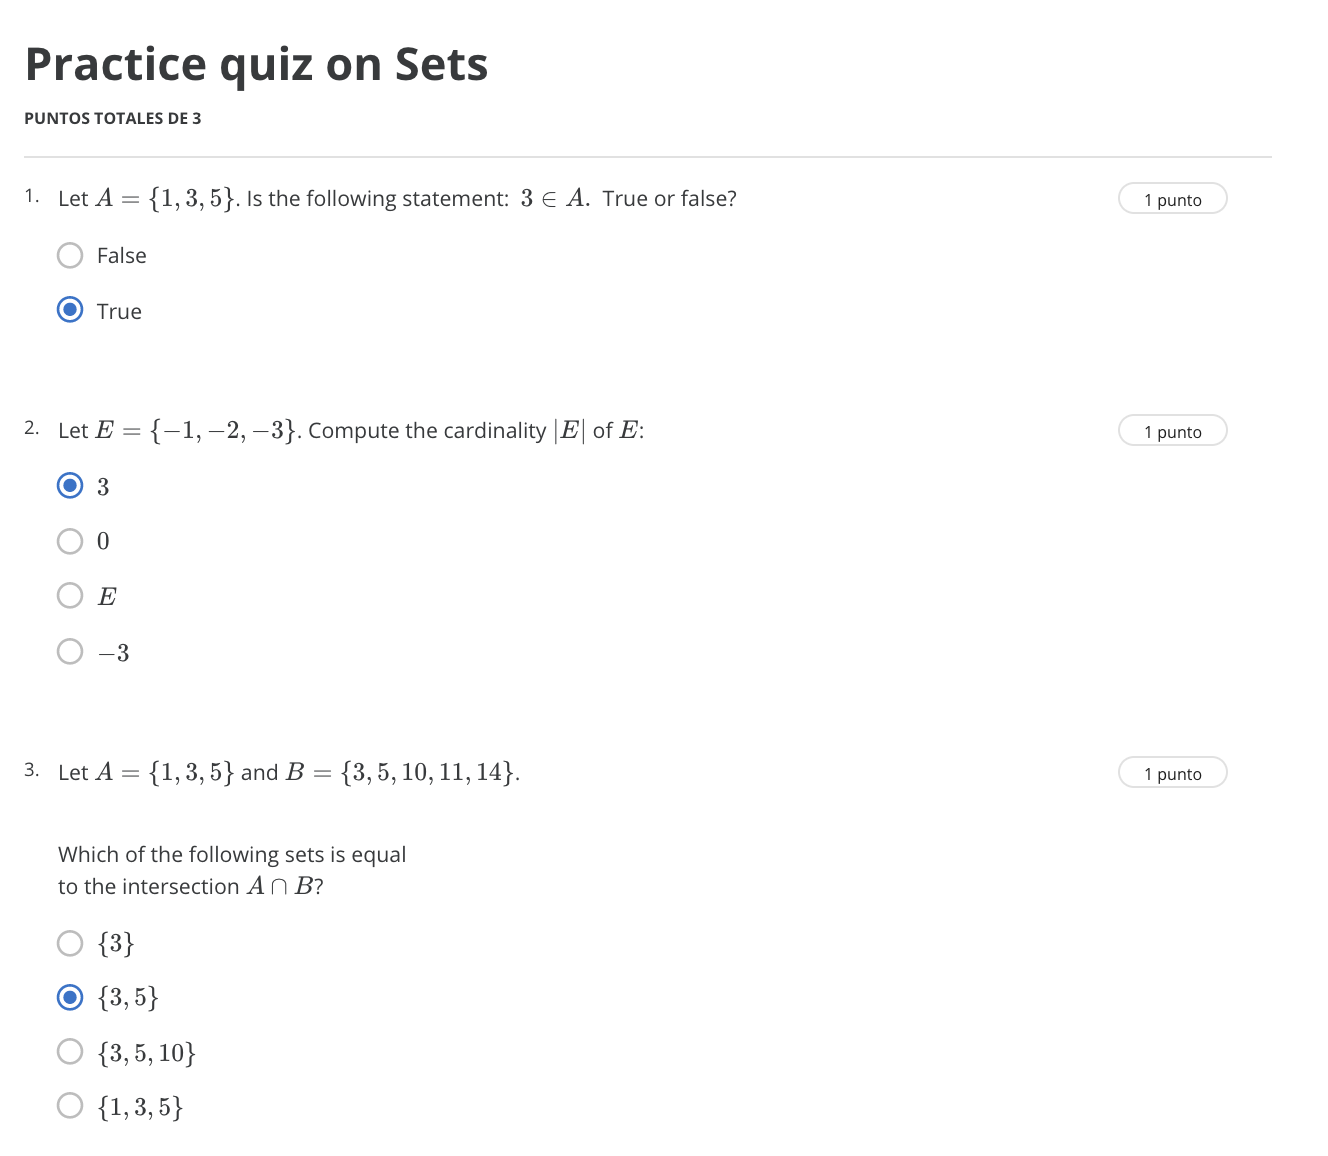 Practice quiz on Sets
PUNTOS TOTALES DE 3
1. Let A = {1, 3, 5}. Is the following statement: 3 ∈ A. True or false?
1 punto
False
True
2. Let E = {−1, −2, −3}. Compute the cardinality |E| of E:
1 punto
3
0
E
−3
3. Let A = {1, 3, 5} and B = {3, 5, 10, 11, 14}.
1 punto
Which of the following sets is equal
to the intersection A ∩ B?
{3}
{3, 5}
{3, 5, 10}
{1, 3, 5}